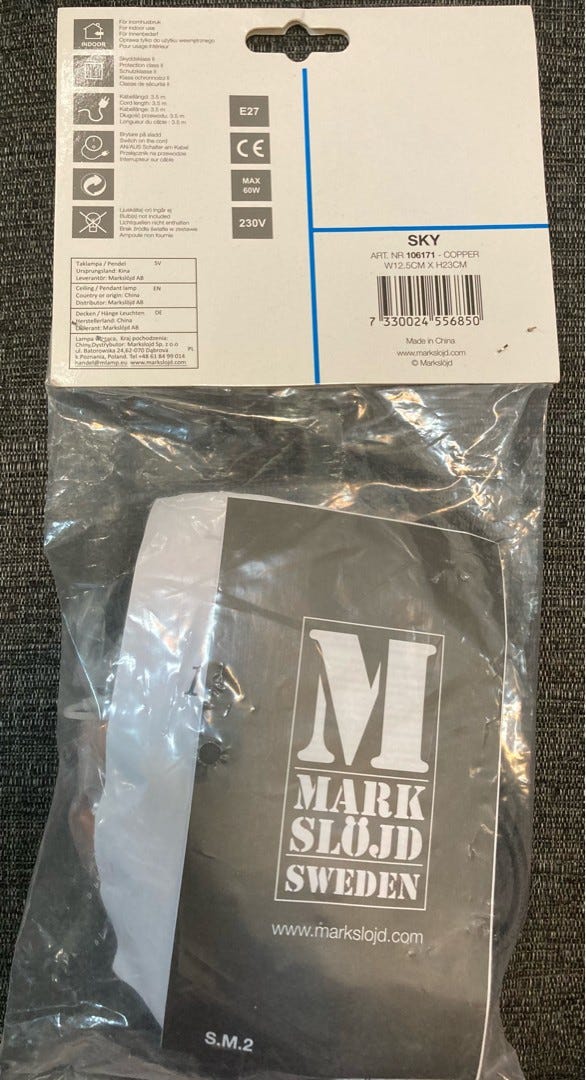 INDOOR
För inomhusbruk
For indoor use
Für Innenbedarf
Oprawa tylko do użytku wewnętrznego
Pour usage intérieur
Skyddsklass II
Protection class II
Schutzklasse II
Klasa ochronności II
Classe de sécurité II
Kabellängd: 3.5 m
Cord length: 3.5 m
Kabellänge: 3.5 m
Długość przewodu: 3.5 m
Longueur du câble : 3.5 m
Brytare på sladd
Switch on the cord
AN/AUS Schalter am Kabel
Przełącznik na przewodzie
Interrupteur sur câble
Ljuskälla(-or) ingår ej
Bulb(s) not included
Lichtquellen nicht enthalten
Brak źródła światła w zestawie
Ampoule non fournie
E27
CE
MAX
60W
230V
Taklampa / Pendel SV
Ursprungsland: Kina
Leverantör: Markslöjd AB
Ceiling / Pendant lamp EN
Country or origin: China
Distributor: Markslöjd AB
Decken / Hänge Leuchten DE
Herstellerland: China
Lieferant: Markslöjd AB
Lampa wisząca, Kraj pochodzenia:
Chiny,Dystrybutor: Markslojd Sp, z o.o
ul. Batorowska 24,62-070 Dąbrowa PL
k.Poznania, Poland. Tel +48 61 84 99 014
handel@mlamp.eu www.markslojd.com
SKY
ART. NR 106171 - COPPER
W12.5CM X H23CM
7 330024 556850
Made in China
www.markslojd.com
© Markslöjd
M
MARK
SLÖJD
SWEDEN
www.markslojd.com
S.M.2